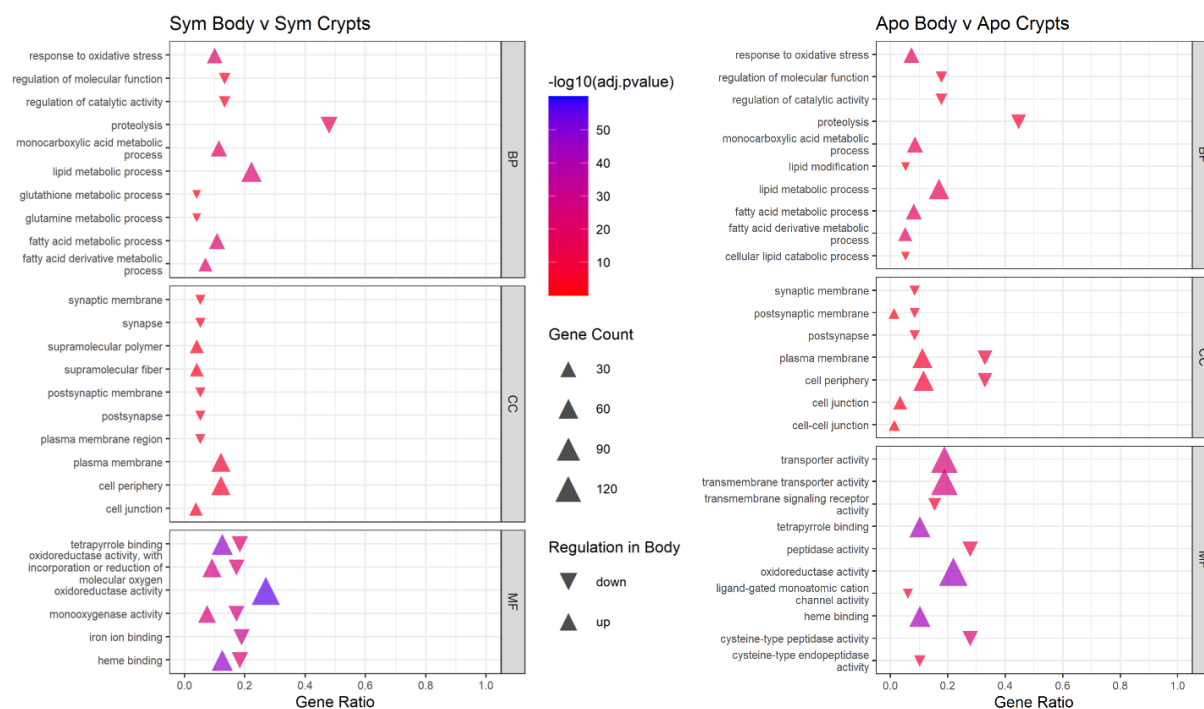 Sym Body v Sym Crypts
response to oxidative stress
regulation of molecular function
regulation of catalytic activity
proteolysis
monocarboxylic acid metabolic
process
lipid metabolic process
glutathione metabolic process
glutamine metabolic process
fatty acid metabolic process
fatty acid derivative metabolic
process
BP
synaptic membrane
synapse
supramolecular polymer
supramolecular fiber
postsynaptic membrane
postsynapse
plasma membrane region
plasma membrane
cell periphery
cell junction
CC
tetrapyrrole binding
oxidoreductase activity, with
incorporation or reduction of
molecular oxygen
oxidoreductase activity
monooxygenase activity
iron ion binding
heme binding
MF
0.0 0.2 0.4 0.6 0.8 1.0
Gene Ratio
-log10(adj.pvalue)
50
40
30
20
10
Gene Count
30
60
90
120
Regulation in Body
down
up
Apo Body v Apo Crypts
response to oxidative stress
regulation of molecular function
regulation of catalytic activity
proteolysis
monocarboxylic acid metabolic
process
lipid modification
lipid metabolic process
fatty acid metabolic process
fatty acid derivative metabolic
process
cellular lipid catabolic process
BP
synaptic membrane
postsynaptic membrane
postsynapse
plasma membrane
cell periphery
cell junction
cell-cell junction
CC
transporter activity
transmembrane transporter activity
transmembrane signaling receptor
activity
tetrapyrrole binding
peptidase activity
oxidoreductase activity
ligand-gated monoatomic cation
channel activity
heme binding
cysteine-type peptidase activity
cysteine-type endopeptidase
activity
MF
0.0 0.2 0.4 0.6 0.8 1.0
Gene Ratio